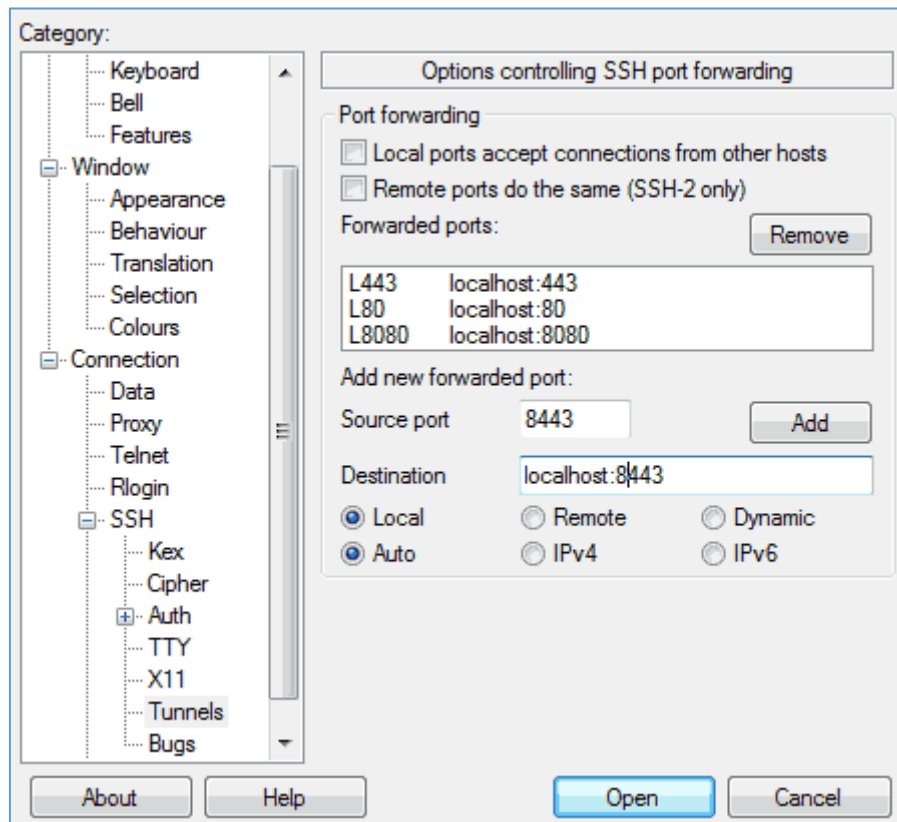 Category:
Keyboard
Bell
Features
Window
Appearance
Behaviour
Translation
Selection
Colours
Connection
Data
Proxy
Telnet
Rlogin
SSH
Kex
Cipher
Auth
TTY
X11
Tunnels
Bugs
Options controlling SSH port forwarding
Port forwarding
Local ports accept connections from other hosts
Remote ports do the same (SSH-2 only)
Forwarded ports: Remove
L443 localhost:443
L80 localhost:80
L8080 localhost:8080
Add new forwarded port:
Source port 8443 Add
Destination localhost:8443
Local Remote Dynamic
Auto IPv4 IPv6
About Help Open Cancel